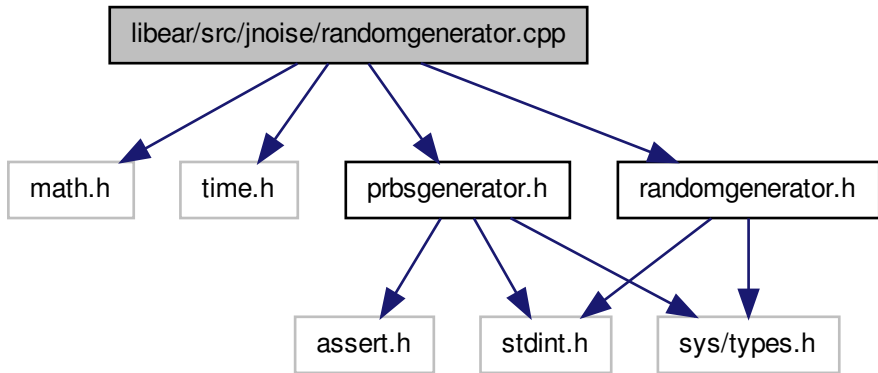 libear/src/jnoise/randomgenerator.cpp
math.h
time.h
prbsgenerator.h
randomgenerator.h
assert.h
stdint.h
sys/types.h